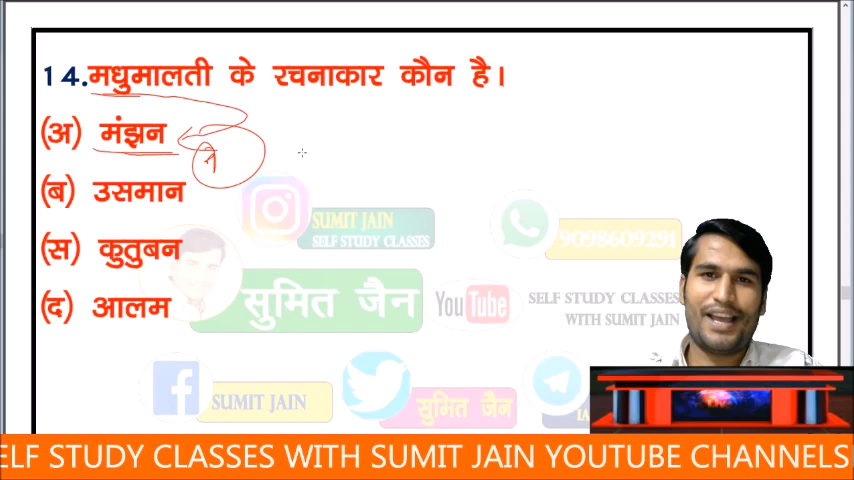 14.मधुमालती के रचनाकार कौन है।
(अ) मंझन
(ब) उसमान
(स) कुतुबन
(द) आलम
SUMIT JAIN
SELF STUDY CLASSES
9098609291
सुमित जैन
YouTube
SELF STUDY CLASSES
WITH SUMIT JAIN
SUMIT JAIN
सुमित जैन
ELF STUDY CLASSES WITH SUMIT JAIN YOUTUBE CHANNELS